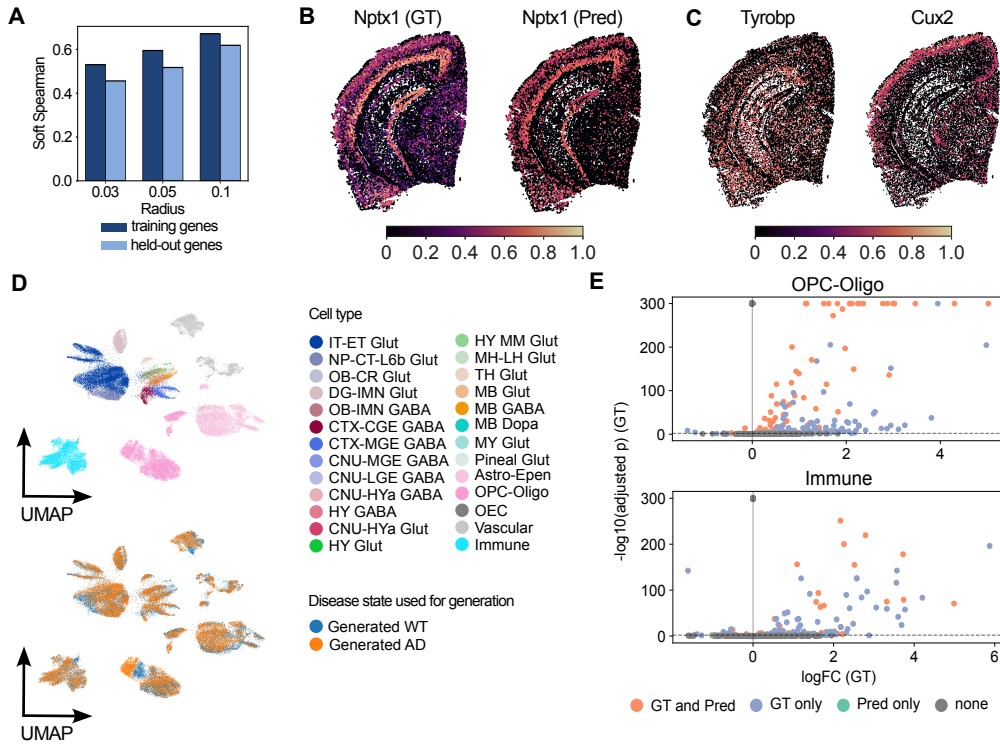 A
Soft Spearman
0.6
0.4
0.2
0.0
0.03 0.05 0.1
Radius
training genes
held-out genes
B
Nptx1 (GT) Nptx1 (Pred)
0 0.2 0.4 0.6 0.8 1.0
C
Tyrobp Cux2
0 0.2 0.4 0.6 0.8 1.0
D
UMAP
UMAP
Cell type
IT-ET Glut
NP-CT-L6b Glut
OB-CR Glut
DG-IMN Glut
OB-IMN GABA
CTX-CGE GABA
CTX-MGE GABA
CNU-MGE GABA
CNU-LGE GABA
CNU-HYa GABA
HY GABA
CNU-HYa Glut
HY Glut
HY MM Glut
MH-LH Glut
TH Glut
MB Glut
MB GABA
MB Dopa
MY Glut
Pineal Glut
Astro-Epen
OPC-Oligo
OEC
Vascular
Immune
Disease state used for generation
Generated WT
Generated AD
E
OPC-Oligo
300
200
100
0
0 2 4
Immune
300
200
100
0
0 2 4 6
-log10(adjusted p) (GT)
logFC (GT)
GT and Pred GT only Pred only none